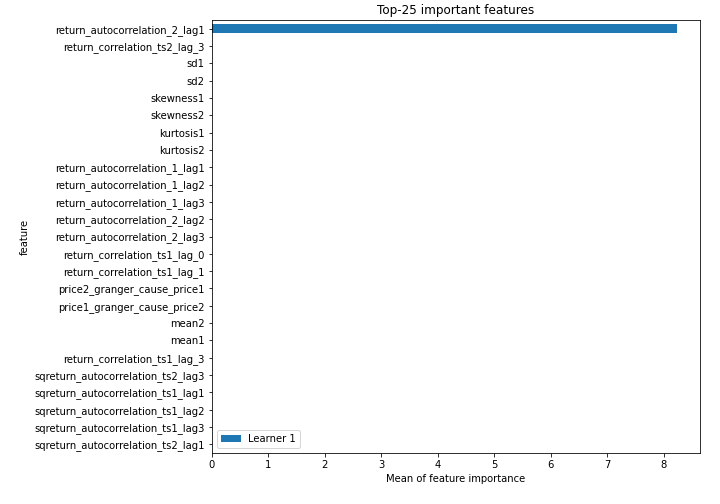 Top-25 important features
feature
return_autocorrelation_2_lag1
return_correlation_ts2_lag_3
sd1
sd2
skewness1
skewness2
kurtosis1
kurtosis2
return_autocorrelation_1_lag1
return_autocorrelation_1_lag2
return_autocorrelation_1_lag3
return_autocorrelation_2_lag2
return_autocorrelation_2_lag3
return_correlation_ts1_lag_0
return_correlation_ts1_lag_1
price2_granger_cause_price1
price1_granger_cause_price2
mean2
mean1
return_correlation_ts1_lag_3
sqreturn_autocorrelation_ts2_lag3
sqreturn_autocorrelation_ts1_lag1
sqreturn_autocorrelation_ts1_lag2
sqreturn_autocorrelation_ts1_lag3
sqreturn_autocorrelation_ts2_lag1
Learner 1
0 1 2 3 4 5 6 7 8
Mean of feature importance